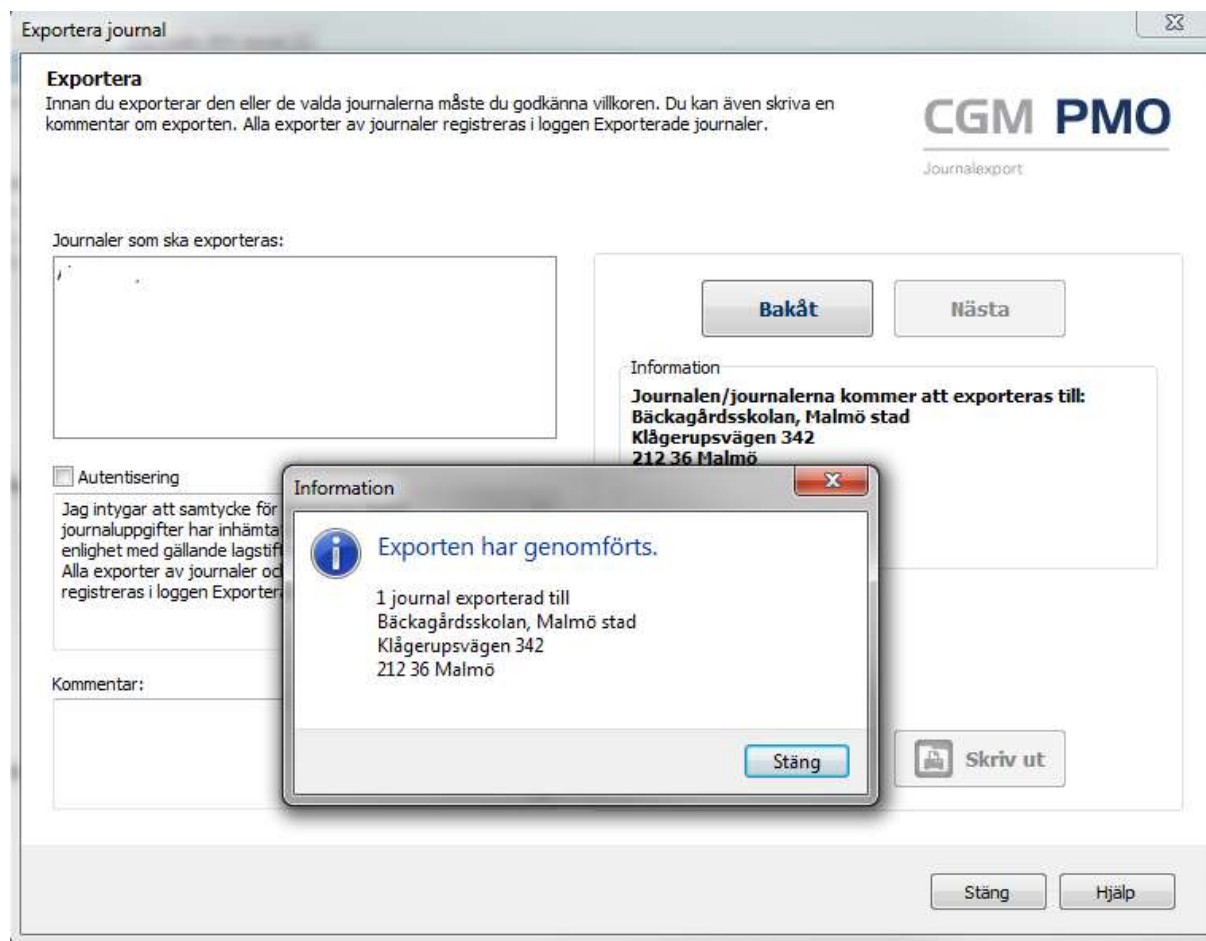 Exportera journal
Exportera
Innan du exporterar den eller de valda journalerna måste du godkänna villkoren. Du kan även skriva en
kommentar om exporten. Alla exporter av journaler registreras i loggen Exporterade journaler.
CGM PMO
Journalexport
Journaler som ska exporteras:
Bakåt
Nästa
Information
Journalen/journalerna kommer att exporteras till:
Bäckagårdsskolan, Malmö stad
Klågerupsvägen 342
212 36 Malmö
Autentisering
Jag intygar att samtycke för
journaluppgifter har
enlighet med gällande
Alla exporter av journaler
registreras i loggen
Information
Exporten har genomförts.
1 journal exporterad till
Bäckagårdsskolan, Malmö stad
Klågerupsvägen 342
212 36 Malmö
Stäng
Kommentar:
Skriv ut
Stäng
Hjälp